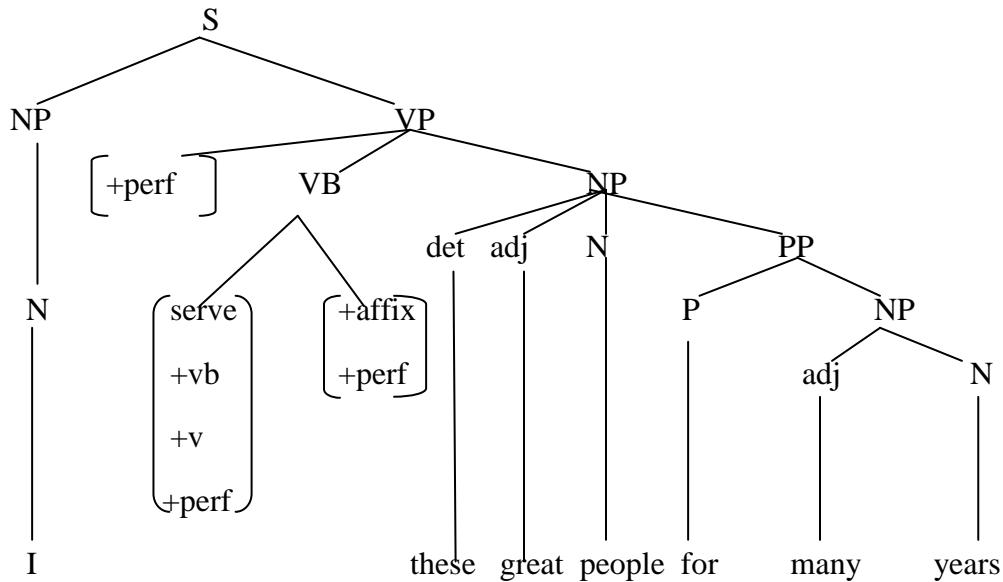 S
NP VP
+perf VB NP
det adj N PP
N serve +affix P NP
+vb +perf adj N
+v
+perf
I these great people for many years